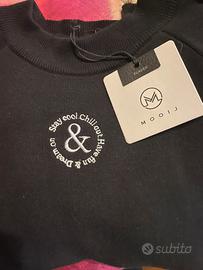 Stay cool Chill out Have fun & Dream on
&
MOOIJ
subito